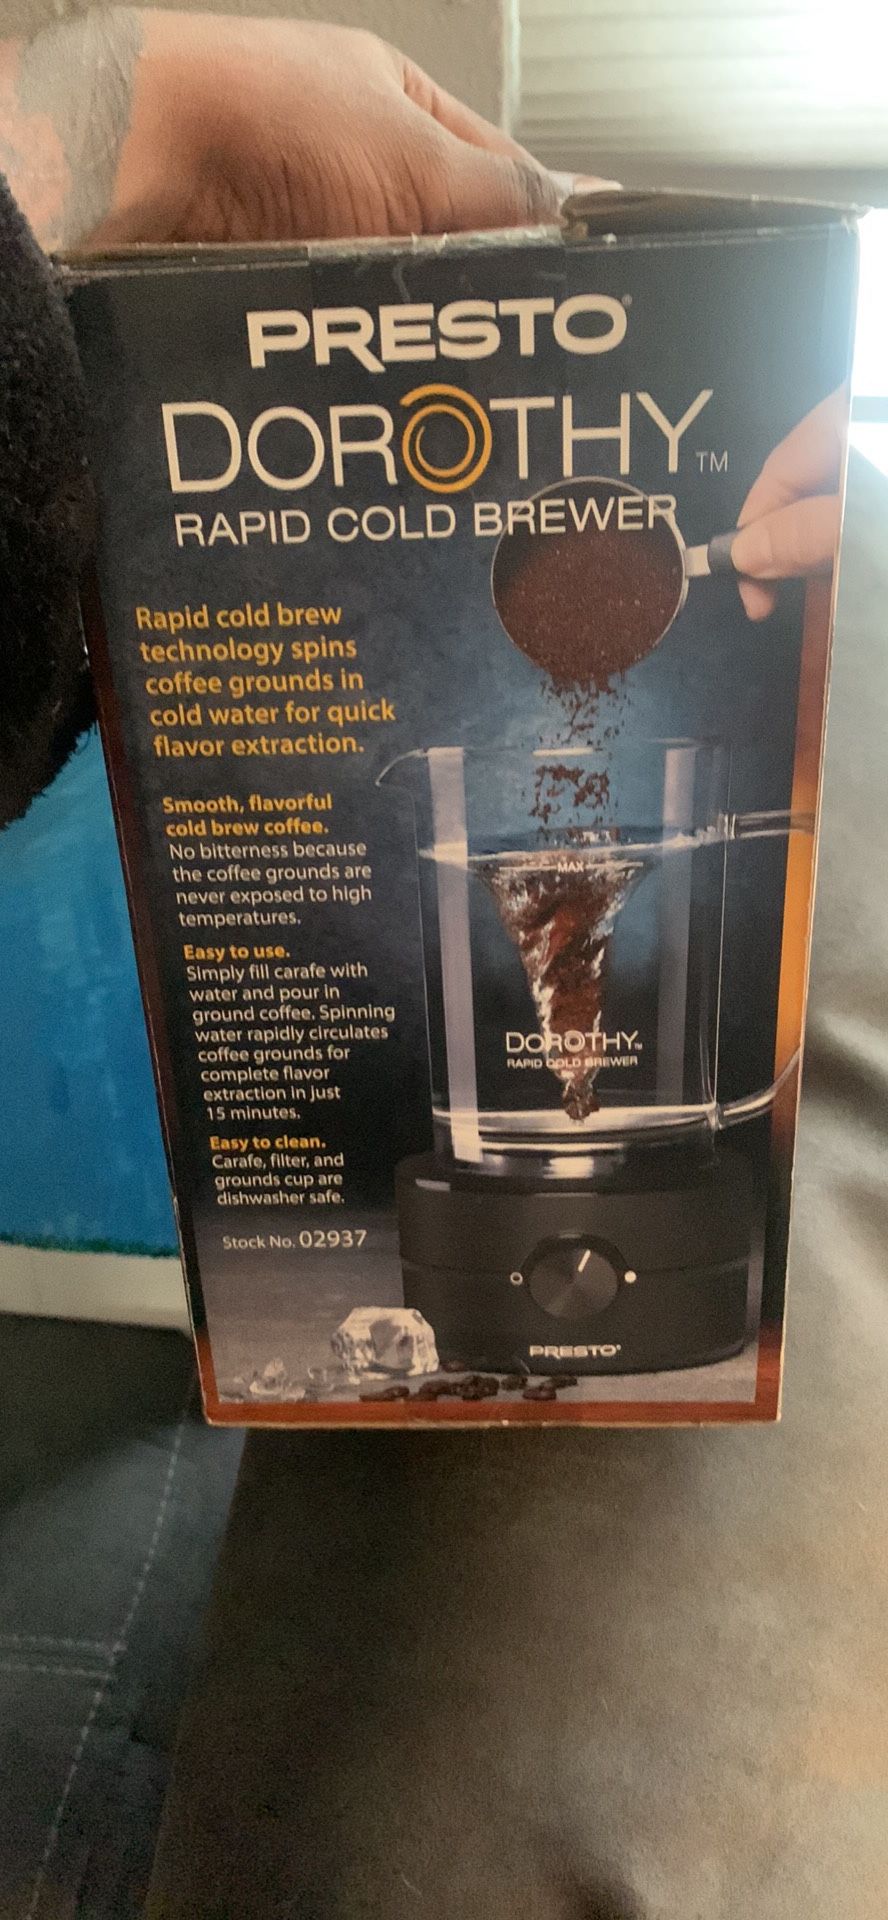 PRESTO®
DOROTHY™
RAPID COLD BREWER
Rapid cold brew
technology spins
coffee grounds in
cold water for quick
flavor extraction.
Smooth, flavorful
cold brew coffee.
No bitterness because
the coffee grounds are
never exposed to high
temperatures.
Easy to use.
Simply fill carafe with
water and pour in
ground coffee. Spinning
water rapidly circulates
coffee grounds for
complete flavor
extraction in just
15 minutes.
Easy to clean.
Carafe, filter, and
grounds cup are
dishwasher safe.
Stock No. 02937
MAX
DOROTHY™
RAPID COLD BREWER
PRESTO®